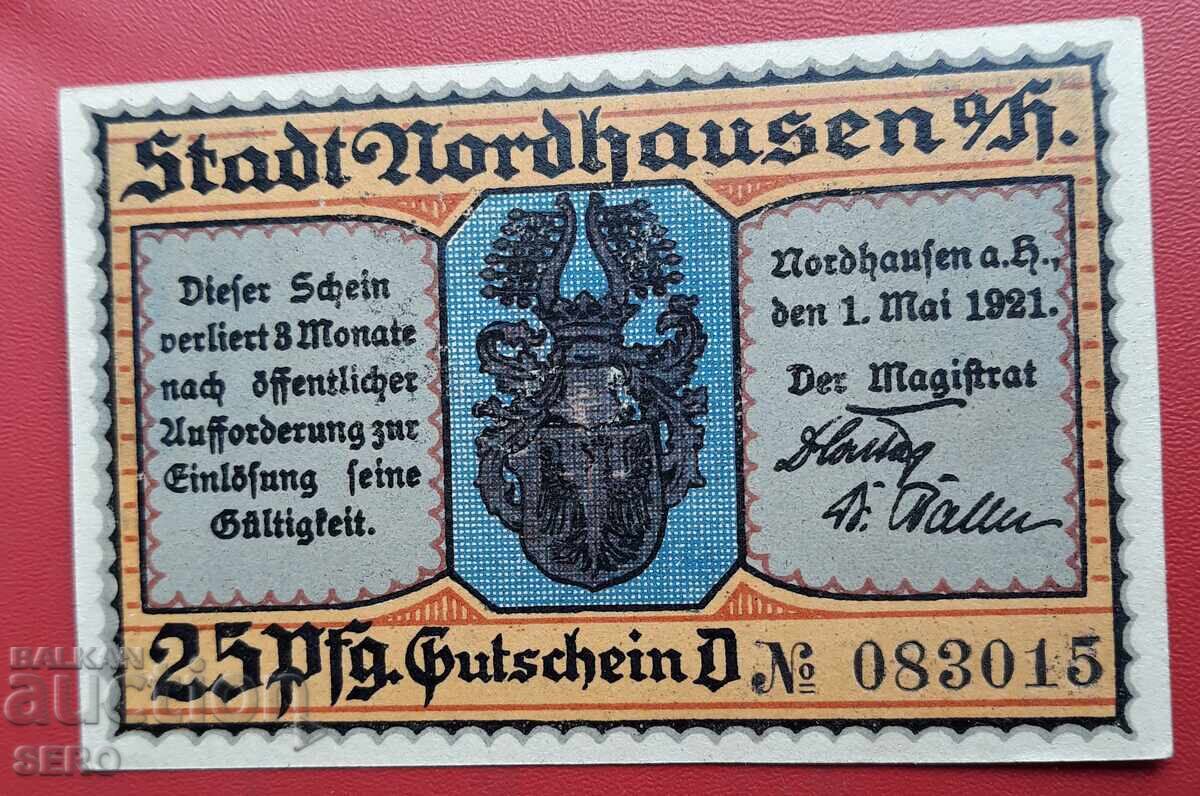 Stadt Nordhausen a/H.
Dieser Schein
verliert 3 Monate
nach öffentlicher
Aufforderung zur
Einlösung seine
Gültigkeit.
Nordhausen a.H.,
den 1. Mai 1921.
Der Magistrat
25 Pfg. Gutschein D № 083015
BALKAN
auction
SERO